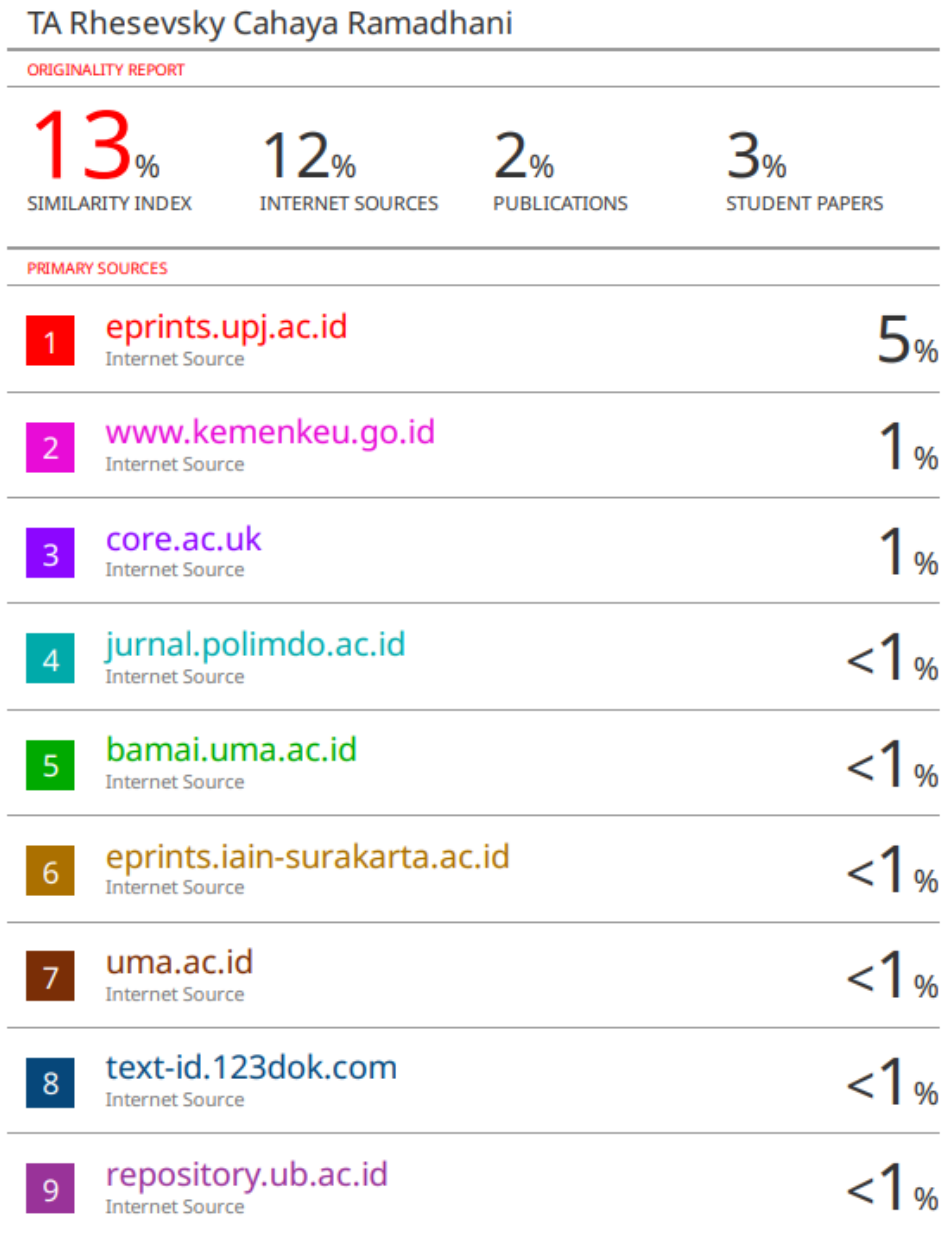 TA Rhesevsky Cahaya Ramadhani
ORIGINALITY REPORT
13% 12% 2% 3%
SIMILARITY INDEX INTERNET SOURCES PUBLICATIONS STUDENT PAPERS
PRIMARY SOURCES
1 eprints.upj.ac.id 5%
Internet Source
2 www.kemenkeu.go.id 1%
Internet Source
3 core.ac.uk 1%
Internet Source
4 jurnal.polimdo.ac.id <1%
Internet Source
5 bamai.uma.ac.id <1%
Internet Source
6 eprints.iain-surakarta.ac.id <1%
Internet Source
7 uma.ac.id <1%
Internet Source
8 text-id.123dok.com <1%
Internet Source
9 repository.ub.ac.id <1%
Internet Source